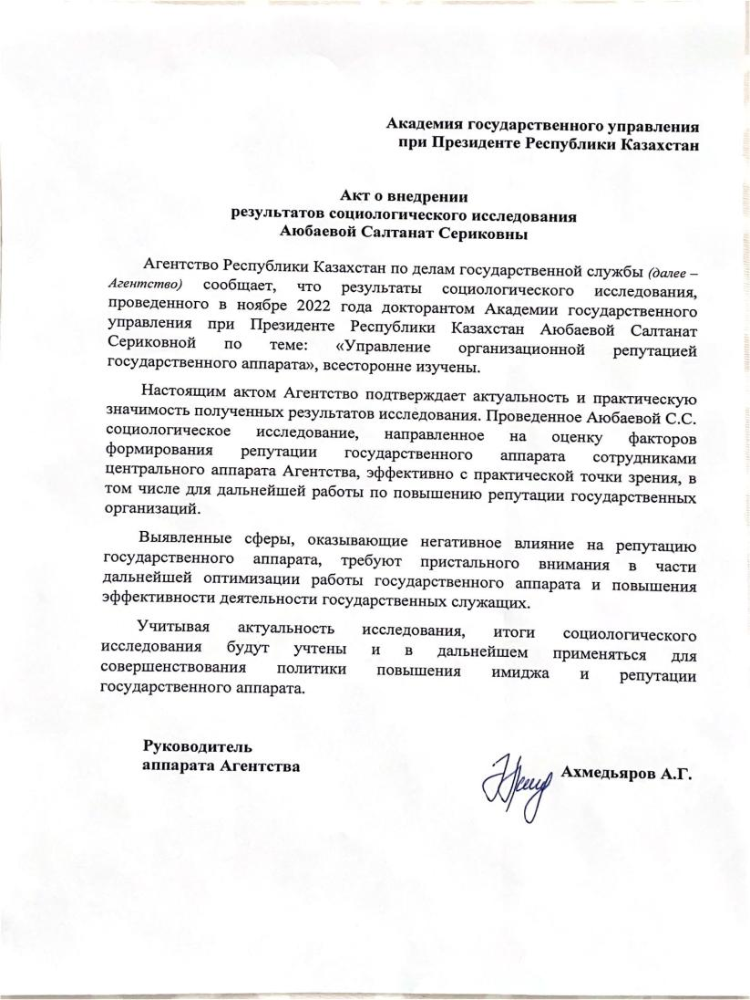 Академия государственного управления
при Президенте Республики Казахстан
Акт о внедрении
результатов социологического исследования
Аюбаевой Салтанат Сериковны
Агентство Республики Казахстан по делам государственной службы (далее –
Агентство) сообщает, что результаты социологического исследования,
проведенного в ноябре 2022 года докторантом Академии государственного
управления при Президенте Республики Казахстан Аюбаевой Салтанат
Сериковной по теме: «Управление организационной репутацией
государственного аппарата», всесторонне изучены.
Настоящим актом Агентство подтверждает актуальность и практическую
значимость полученных результатов исследования. Проведенное Аюбаевой С.С.
социологическое исследование, направленное на оценку факторов
формирования репутации государственного аппарата сотрудниками
центрального аппарата Агентства, эффективно с практической точки зрения, в
том числе для дальнейшей работы по повышению репутации государственных
организаций.
Выявленные сферы, оказывающие негативное влияние на репутацию
государственного аппарата, требуют пристального внимания в части
дальнейшей оптимизации работы государственного аппарата и повышения
эффективности деятельности государственных служащих.
Учитывая актуальность исследования, итоги социологического
исследования будут учтены и в дальнейшем применяться для
совершенствования политики повышения имиджа и репутации
государственного аппарата.
Руководитель
аппарата Агентства
Ахмедьяров А.Г.